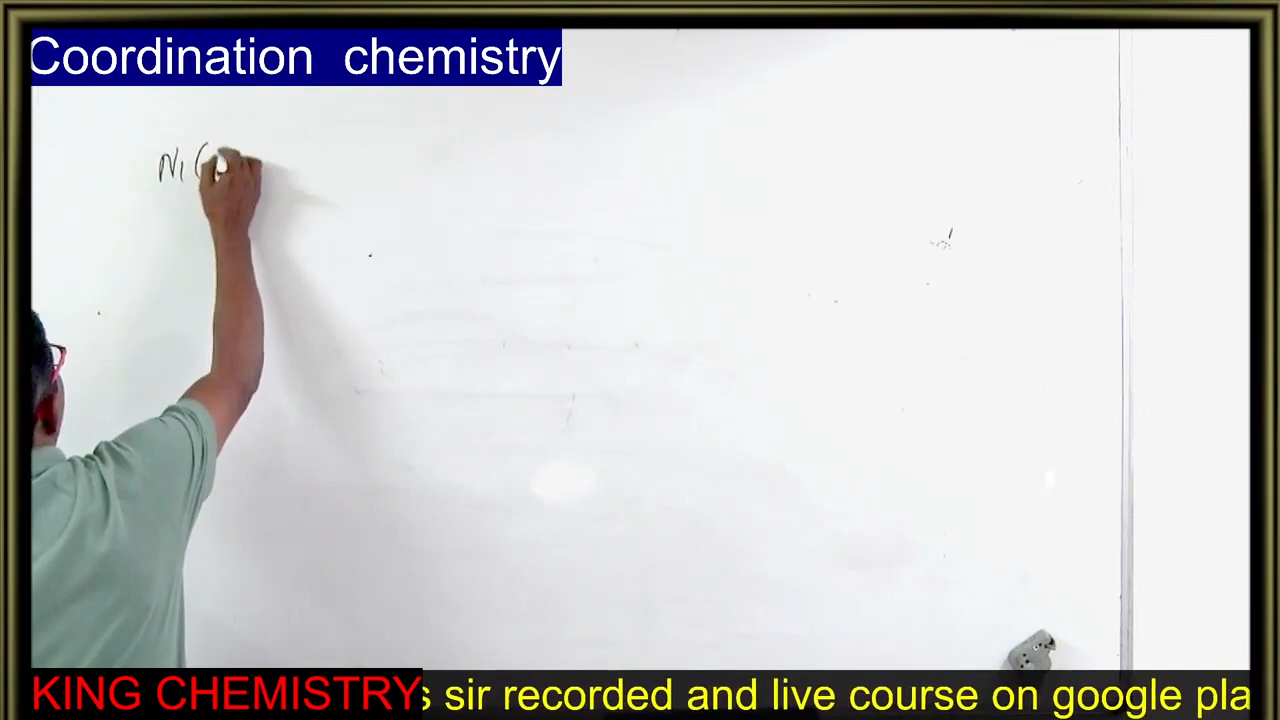 Coordination chemistry
Ni(
KING CHEMISTRY
s sir recorded and live course on google pla